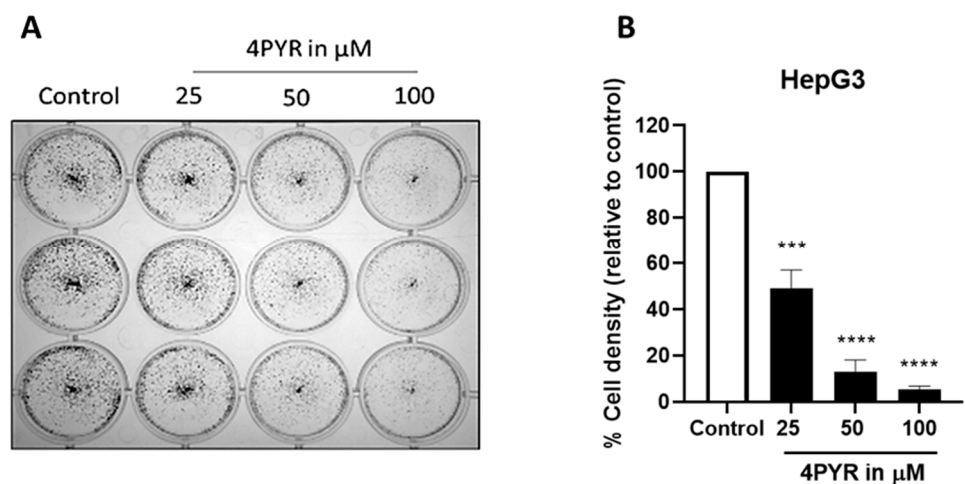 A
4PYR in μM
Control 25 50 100
B
HepG3
% Cell density (relative to control)
120
100
80
60
40
20
0
***
****
****
Control 25 50 100
4PYR in μM